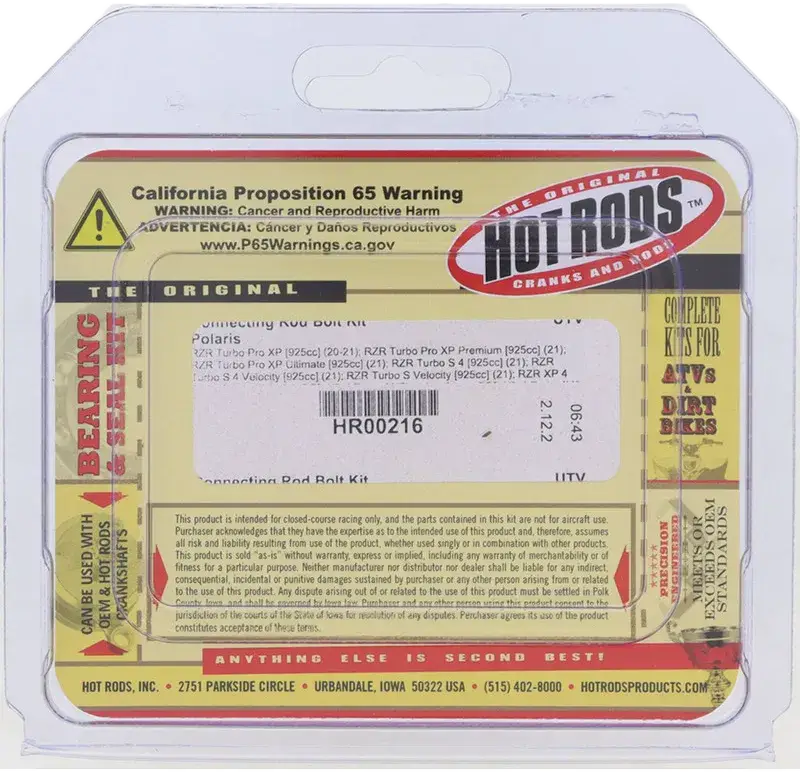 California Proposition 65 Warning
WARNING: Cancer and Reproductive Harm
ADVERTENCIA: Cáncer y Daños Reproductivos
www.P65Warnings.ca.gov
THE ORIGINAL
HOT RODS™
CRANKS AND RODS
THE ORIGINAL
BEARING
& SEAL KIT
COMPLETE
KITS FOR
ATVs
&
DIRT
BIKES
Connecting Rod Bolt Kit UTV
Polaris
RZR Turbo Pro XP [925cc] (20-21); RZR Turbo Pro XP Premium [925cc] (21);
RZR Turbo Pro XP Ultimate [925cc] (21); RZR Turbo S 4 [925cc] (21); RZR
Turbo S 4 Velocity [925cc] (21); RZR Turbo S Velocity [925cc] (21); RZR XP 4
HR00216
2.12.2
06:43
Connecting Rod Bolt Kit UTV
CAN BE USED WITH
OEM & HOT RODS
CRANKSHAFTS
This product is intended for closed-course racing only, and the parts contained in this kit are not for aircraft use.
Purchaser acknowledges that they have the expertise as to the intended use of this product and, therefore, assumes
all risk and liability resulting from use of the product, whether used singly or in combination with other products.
This product is sold "as-is" without warranty, express or implied, including any warranty of merchantability or of
fitness for a particular purpose. Neither manufacturer nor distributor nor dealer shall be liable for any indirect,
consequential, incidental or punitive damages sustained by purchaser or any other person arising from or related
to the use of this product. Any dispute arising out of or related to the use of this product must be settled in Polk
County, Iowa, and shall be governed by Iowa law. Purchaser and any other person using this product consent to the
jurisdiction of the courts of the State of Iowa for resolution of any disputes. Purchaser agrees its use of the product
constitutes acceptance of these terms.
PRECISION
ENGINEERED
MEETS OR
EXCEEDS OEM
STANDARDS
ANYTHING ELSE IS SECOND BEST!
HOT RODS, INC. • 2751 PARKSIDE CIRCLE • URBANDALE, IOWA 50322 USA • (515) 402-8000 • HOTRODSPRODUCTS.COM